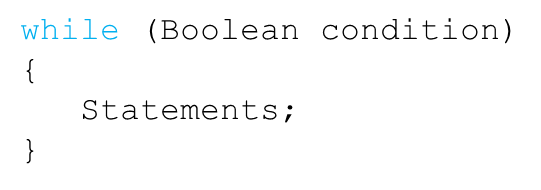 while (Boolean condition)
{
Statements;
}